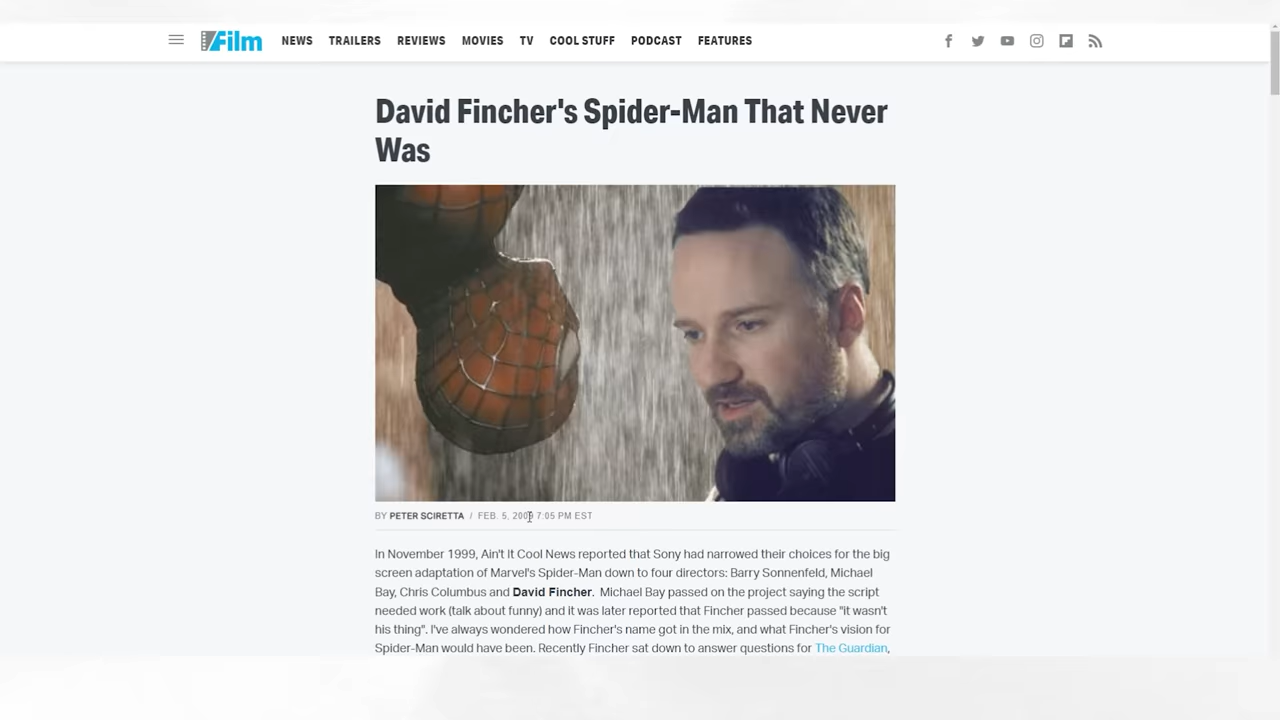 /Film NEWS TRAILERS REVIEWS MOVIES TV COOL STUFF PODCAST FEATURES
David Fincher's Spider-Man That Never
Was
BY PETER SCIRETTA / FEB. 5, 2009 7:05 PM EST
In November 1999, Ain't It Cool News reported that Sony had narrowed their choices for the big
screen adaptation of Marvel's Spider-Man down to four directors: Barry Sonnenfeld, Michael
Bay, Chris Columbus and David Fincher. Michael Bay passed on the project saying the script
needed work (talk about funny) and it was later reported that Fincher passed because "it wasn't
his thing". I've always wondered how Fincher's name got in the mix, and what Fincher's vision for
Spider-Man would have been. Recently Fincher sat down to answer questions for The Guardian,